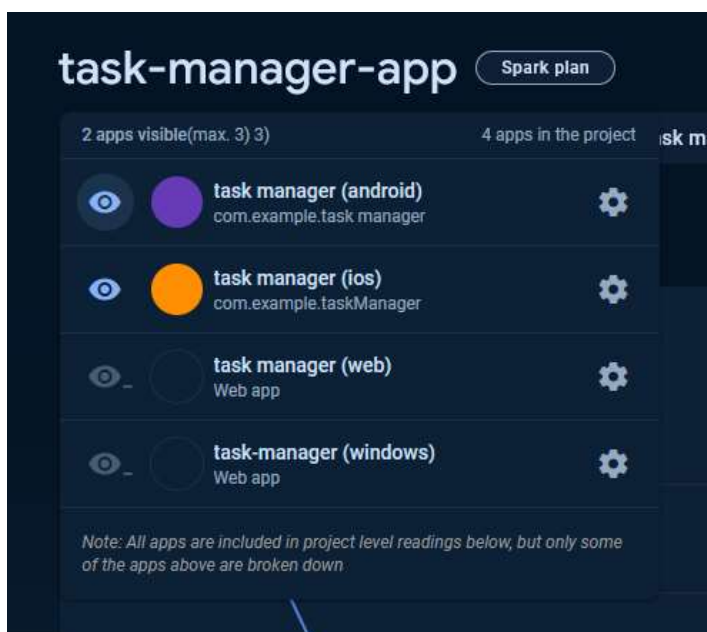 task-manager-app Spark plan
2 apps visible(max. 3) 3) 4 apps in the project
task manager (android)
com.example.task manager
task manager (ios)
com.example.taskManager
task manager (web)
Web app
task-manager (windows)
Web app
Note: All apps are included in project level readings below, but only some
of the apps above are broken down